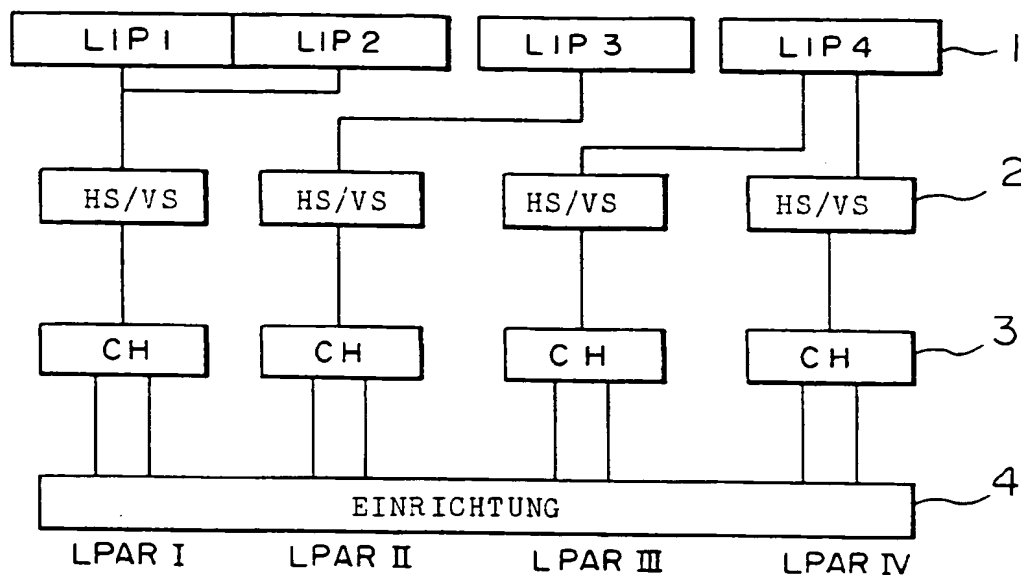 LIP1 LIP2 LIP3 LIP4 1
HS/VS HS/VS HS/VS HS/VS 2
CH CH CH CH 3
EINRICHTUNG 4
LPAR I LPAR II LPAR III LPAR IV